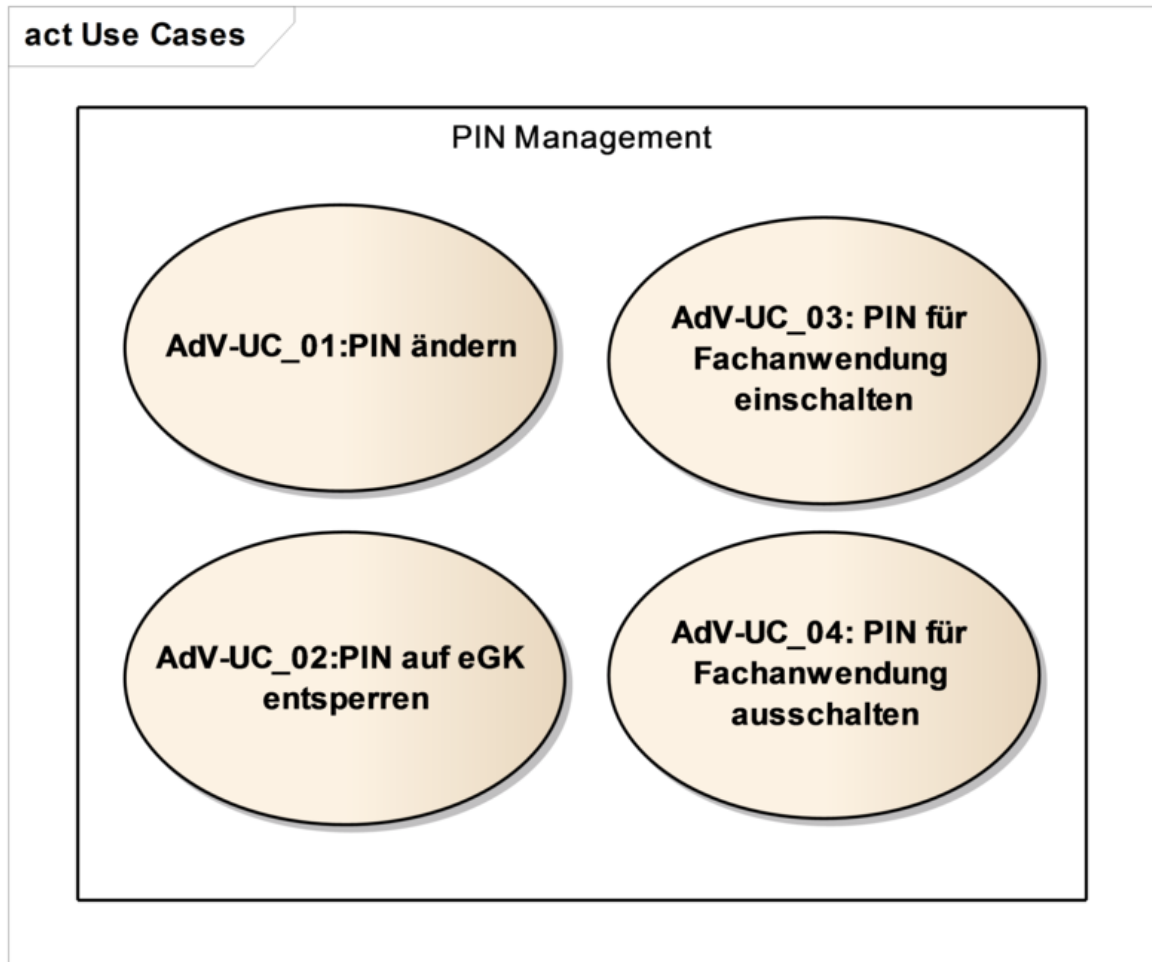 act Use Cases
PIN Management
AdV-UC_01:PIN ändern
AdV-UC_03: PIN für
Fachanwendung
einschalten
AdV-UC_02:PIN auf eGK
entsperren
AdV-UC_04: PIN für
Fachanwendung
ausschalten